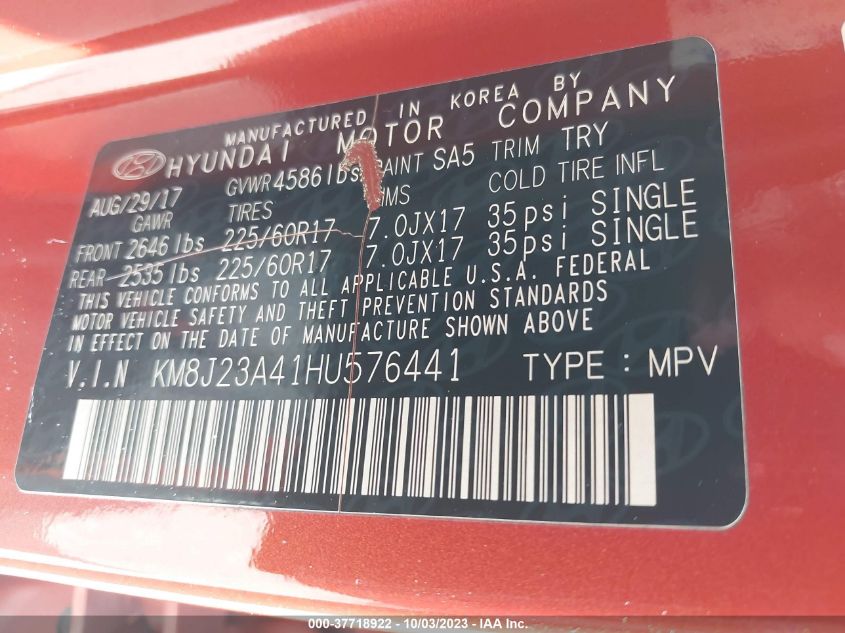 MANUFACTURED IN KOREA BY
HYUNDAI MOTOR COMPANY
AUG/29/17 GVWR 4586 lbs PAINT SA5 TRIM TRY
GAWR TIRES RIMS COLD TIRE INFL
FRONT 2646 lbs 225/60R17 7.0JX17 35psi SINGLE
REAR 2535 lbs 225/60R17 7.0JX17 35psi SINGLE
THIS VEHICLE CONFORMS TO ALL APPLICABLE U.S.A. FEDERAL
MOTOR VEHICLE SAFETY AND THEFT PREVENTION STANDARDS
IN EFFECT ON THE DATE OF MANUFACTURE SHOWN ABOVE
V.I.N KM8J23A41HU576441 TYPE : MPV
000-37718922 - 10/03/2023 - IAA Inc.